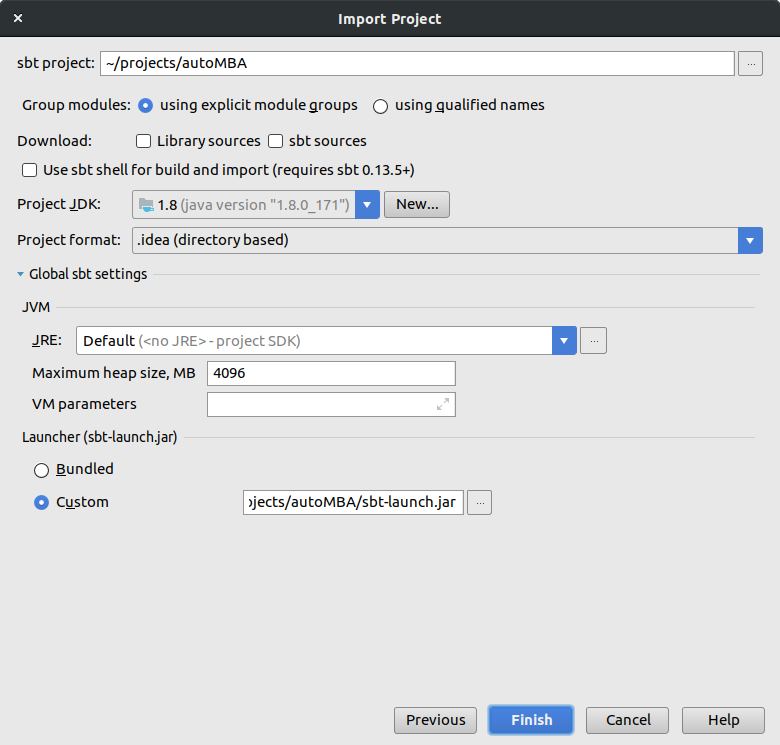 Import Project
sbt project: ~/projects/autoMBA ...
Group modules: using explicit module groups using qualified names
Download: Library sources sbt sources
Use sbt shell for build and import (requires sbt 0.13.5+)
Project JDK: 1.8 (java version "1.8.0_171") New...
Project format: .idea (directory based)
Global sbt settings
JVM
JRE: Default (<no JRE> - project SDK) ...
Maximum heap size, MB 4096
VM parameters
Launcher (sbt-launch.jar)
Bundled
Custom ojects/autoMBA/sbt-launch.jar ...
Previous Finish Cancel Help